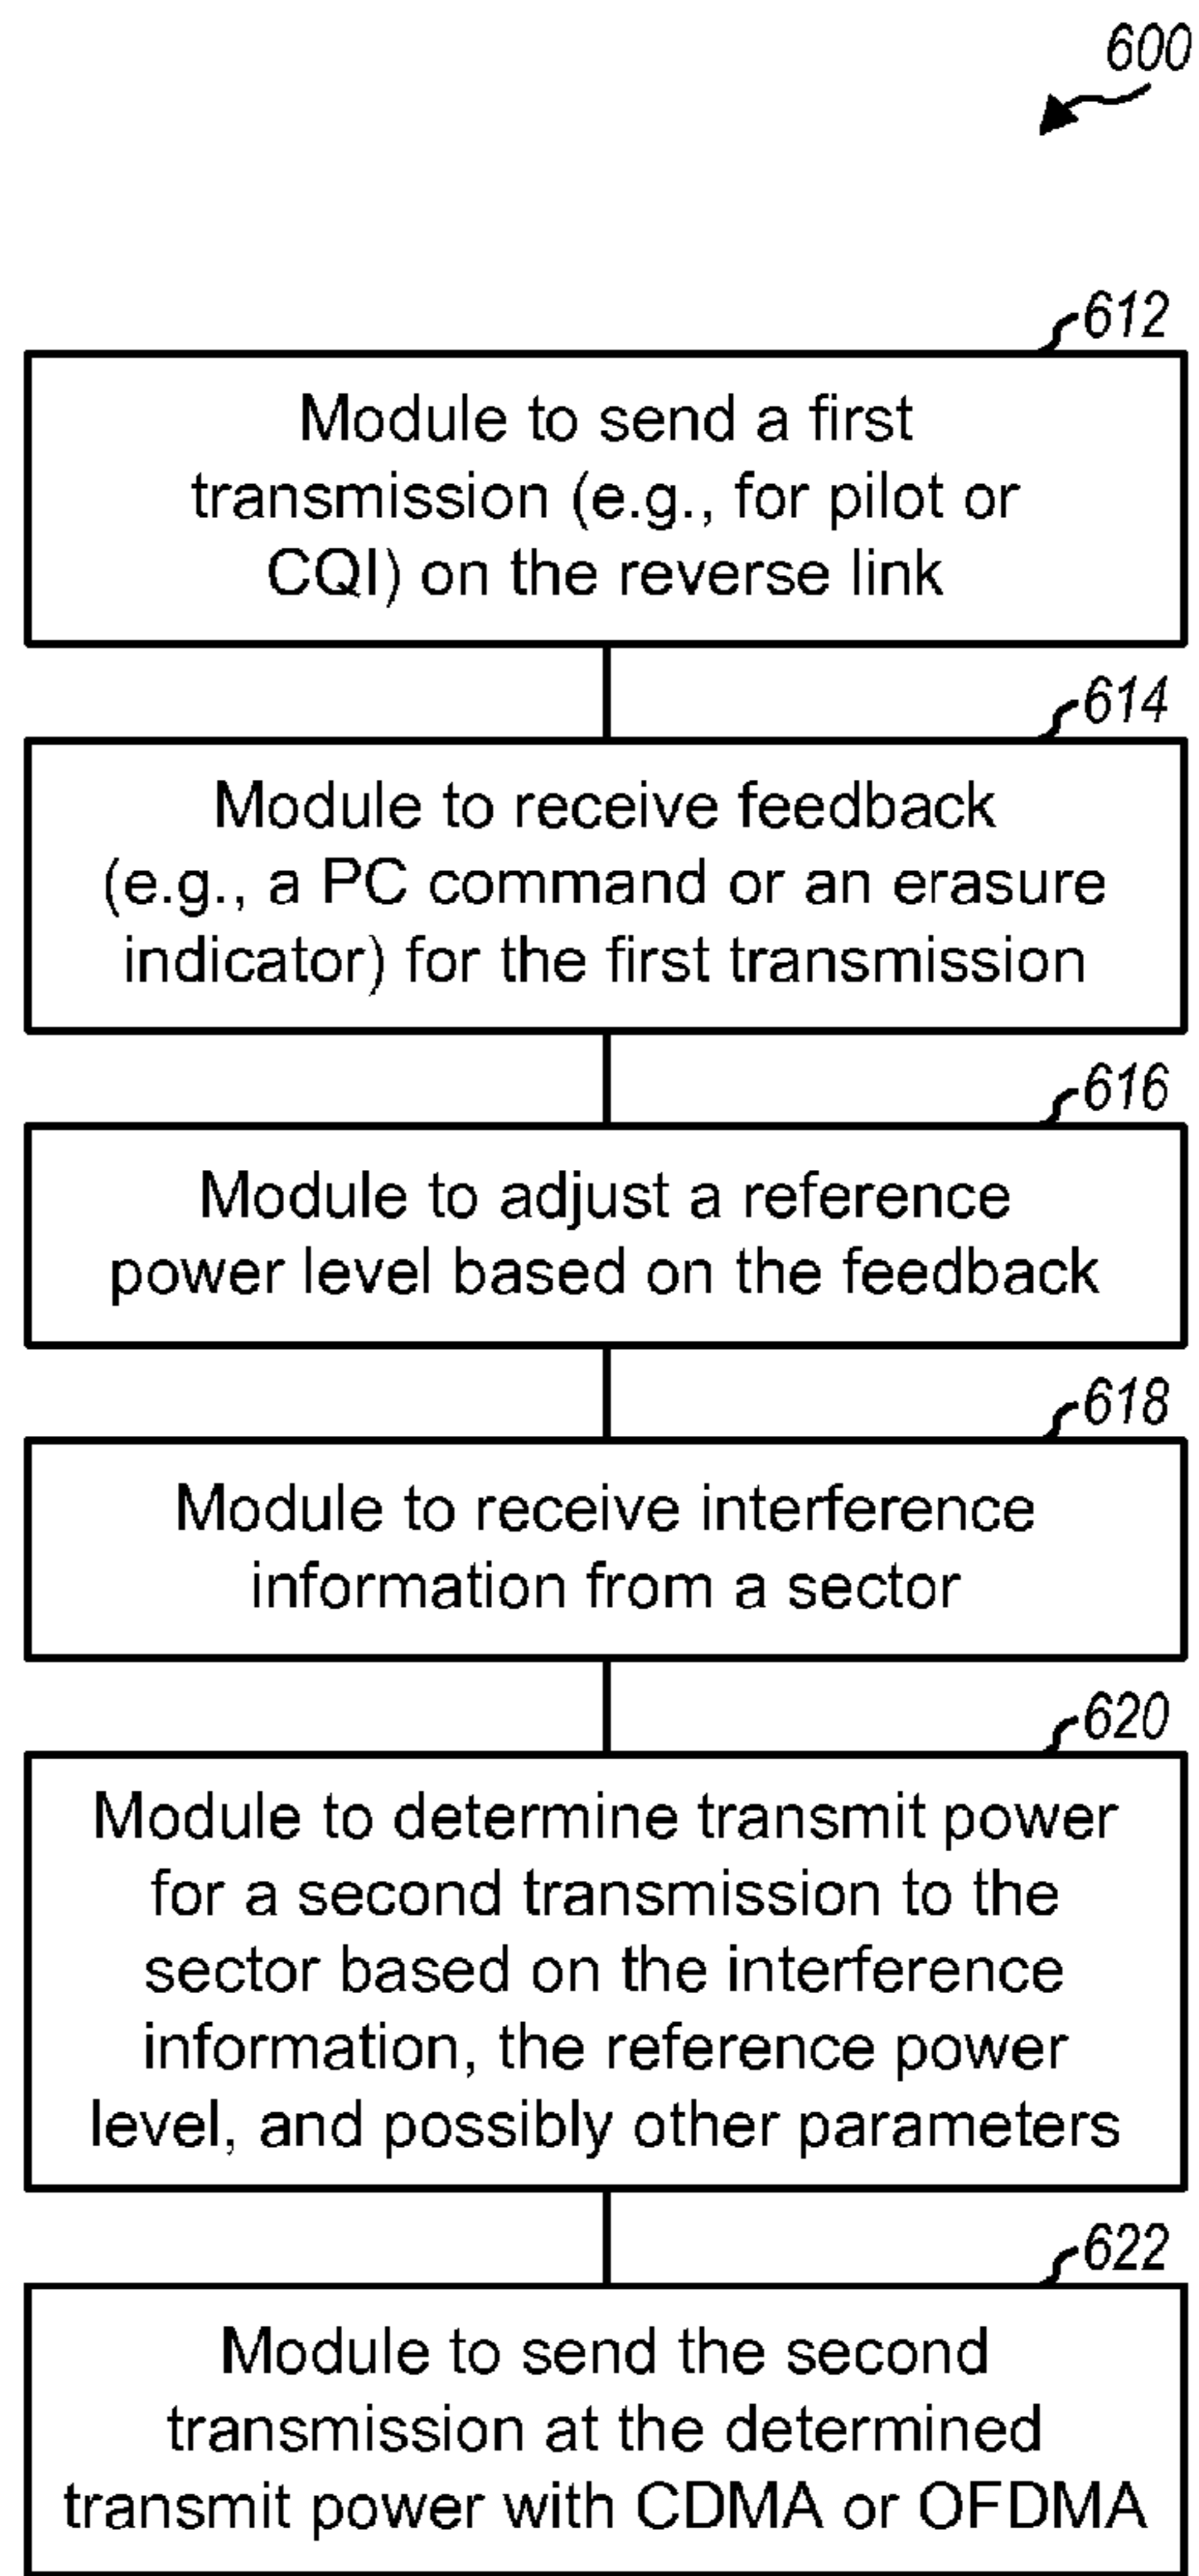 600
612
Module to send a first
transmission (e.g., for pilot or
CQI) on the reverse link
614
Module to receive feedback
(e.g., a PC command or an erasure
indicator) for the first transmission
616
Module to adjust a reference
power level based on the feedback
618
Module to receive interference
information from a sector
620
Module to determine transmit power
for a second transmission to the
sector based on the interference
information, the reference power
level, and possibly other parameters
622
Module to send the second
transmission at the determined
transmit power with CDMA or OFDMA